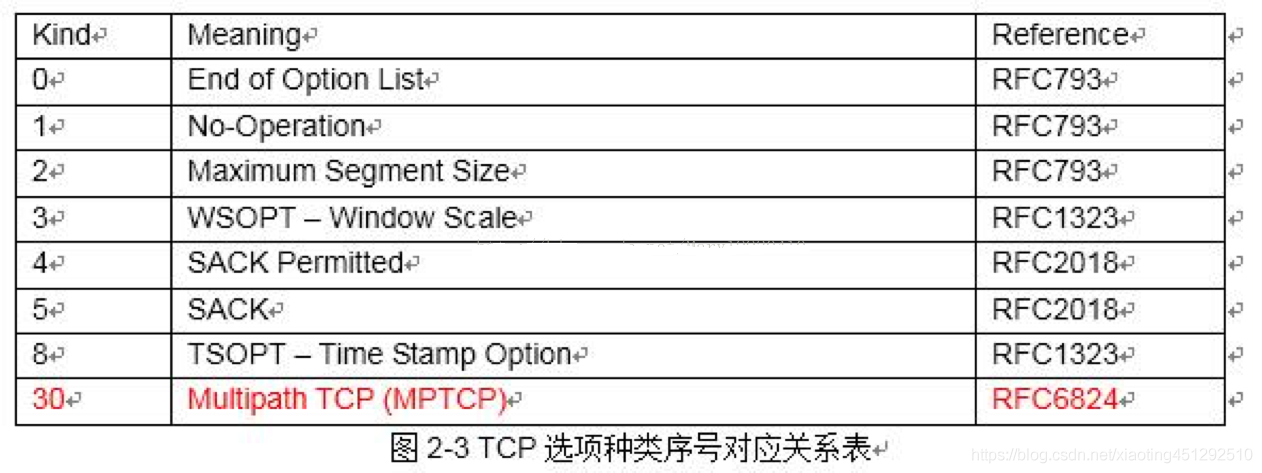 Kind Meaning Reference
0 End of Option List RFC793
1 No-Operation RFC793
2 Maximum Segment Size RFC793
3 WSOPT – Window Scale RFC1323
4 SACK Permitted RFC2018
5 SACK RFC2018
8 TSOPT – Time Stamp Option RFC1323
30 Multipath TCP (MPTCP) RFC6824
图 2-3 TCP 选项种类序号对应关系表
https://blog.csdn.net/xiaoting451292510